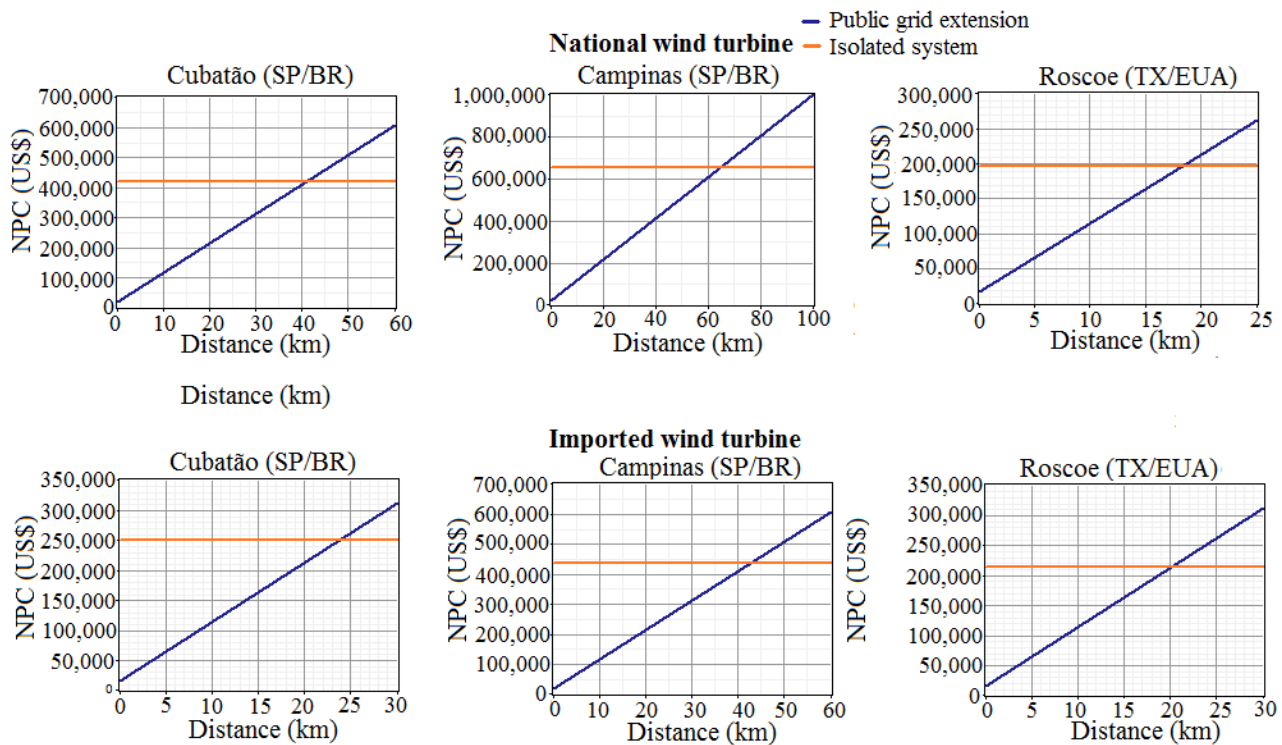 Public grid extension
National wind turbine
Isolated system
Cubatão (SP/BR)
Campinas (SP/BR)
Roscoe (TX/EUA)
NPC (US$)
700,000
600,000
500,000
400,000
300,000
200,000
100,000
0
0 10 20 30 40 50 60
Distance (km)
NPC (US$)
1,000,000
800,000
600,000
400,000
200,000
0
0 20 40 60 80 100
Distance (km)
NPC (US$)
300,000
250,000
200,000
150,000
100,000
50,000
0
0 5 10 15 20 25
Distance (km)
Distance (km)
Imported wind turbine
Cubatão (SP/BR)
Campinas (SP/BR)
Roscoe (TX/EUA)
NPC (US$)
350,000
300,000
250,000
200,000
150,000
100,000
50,000
0
0 5 10 15 20 25 30
Distance (km)
NPC (US$)
700,000
600,000
500,000
400,000
300,000
200,000
100,000
0
0 10 20 30 40 50 60
Distance (km)
NPC (US$)
350,000
300,000
250,000
200,000
150,000
100,000
50,000
0
0 5 10 15 20 25 30
Distance (km)